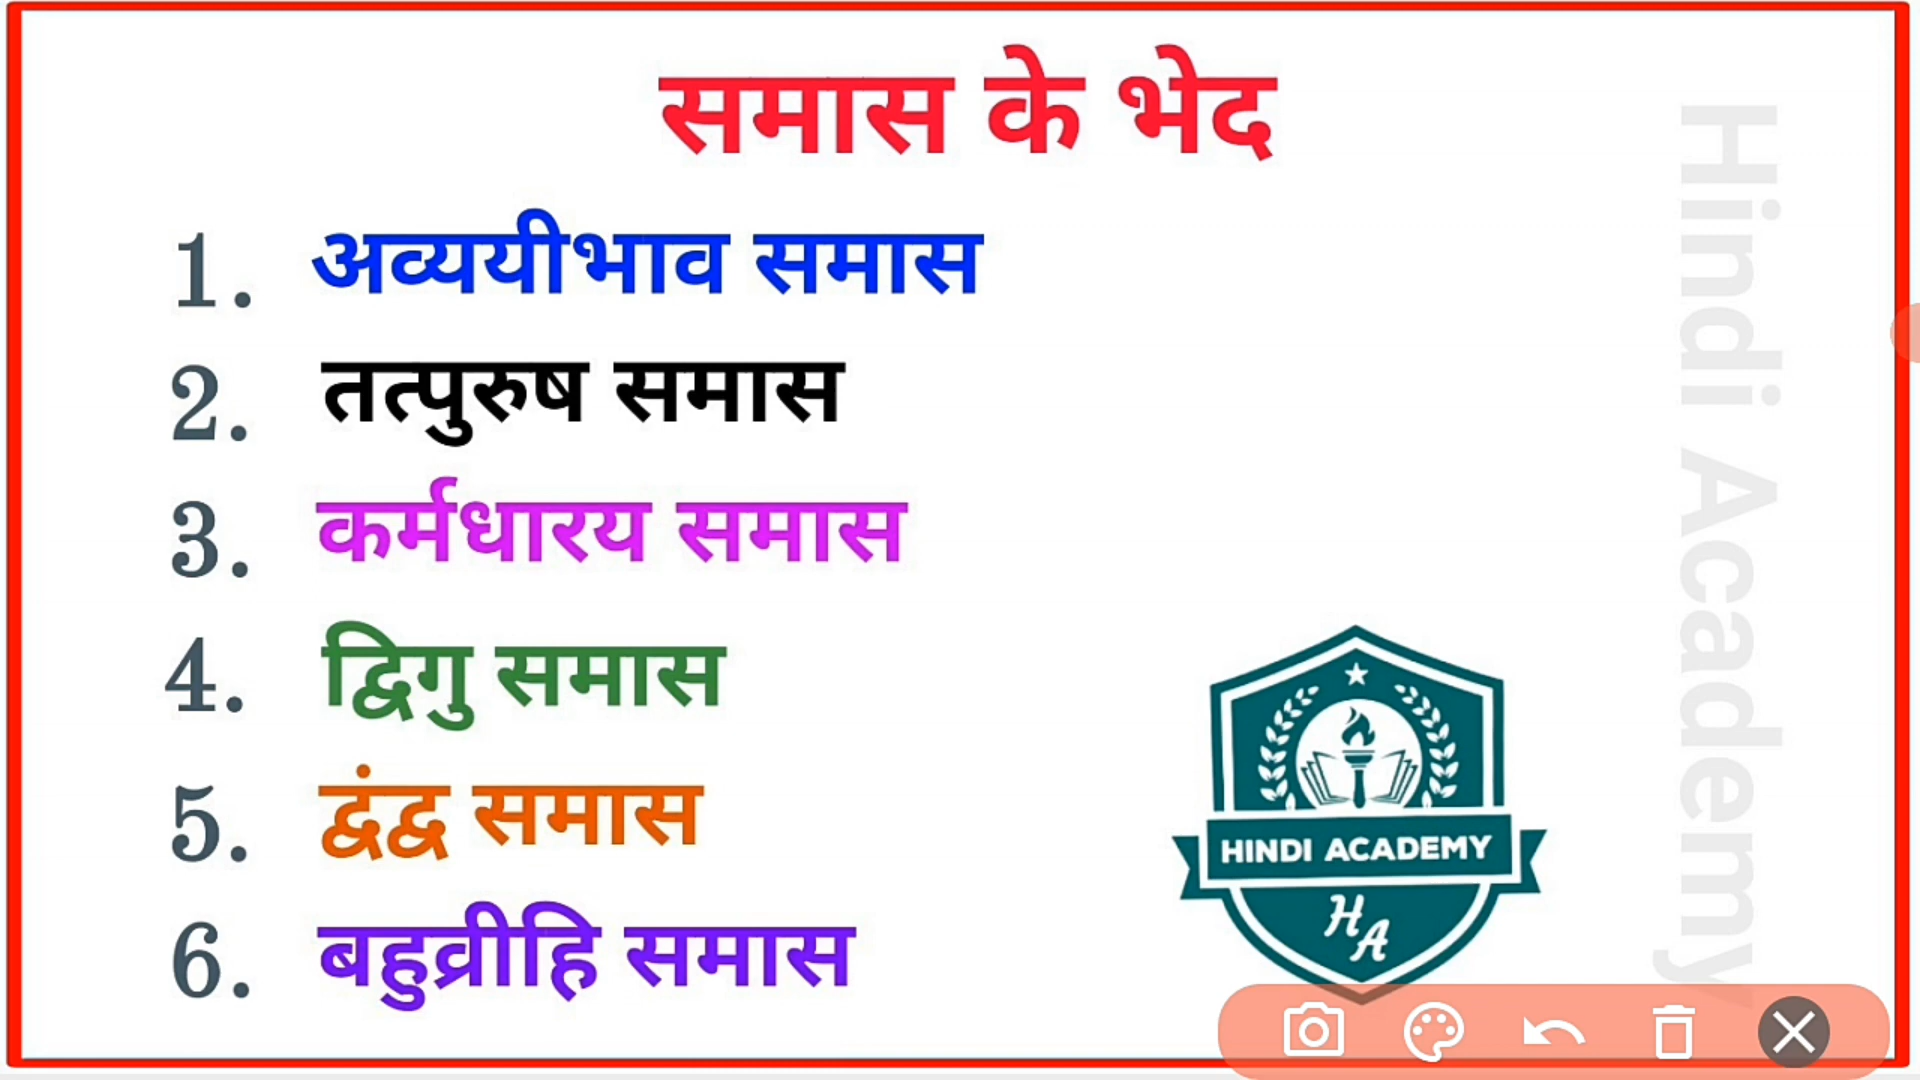 समास के भेद
1. अव्ययीभाव समास
2. तत्पुरुष समास
3. कर्मधारय समास
4. द्विगु समास
5. द्वंद्व समास
6. बहुव्रीहि समास
HINDI ACADEMY
HA
Hindi Academy